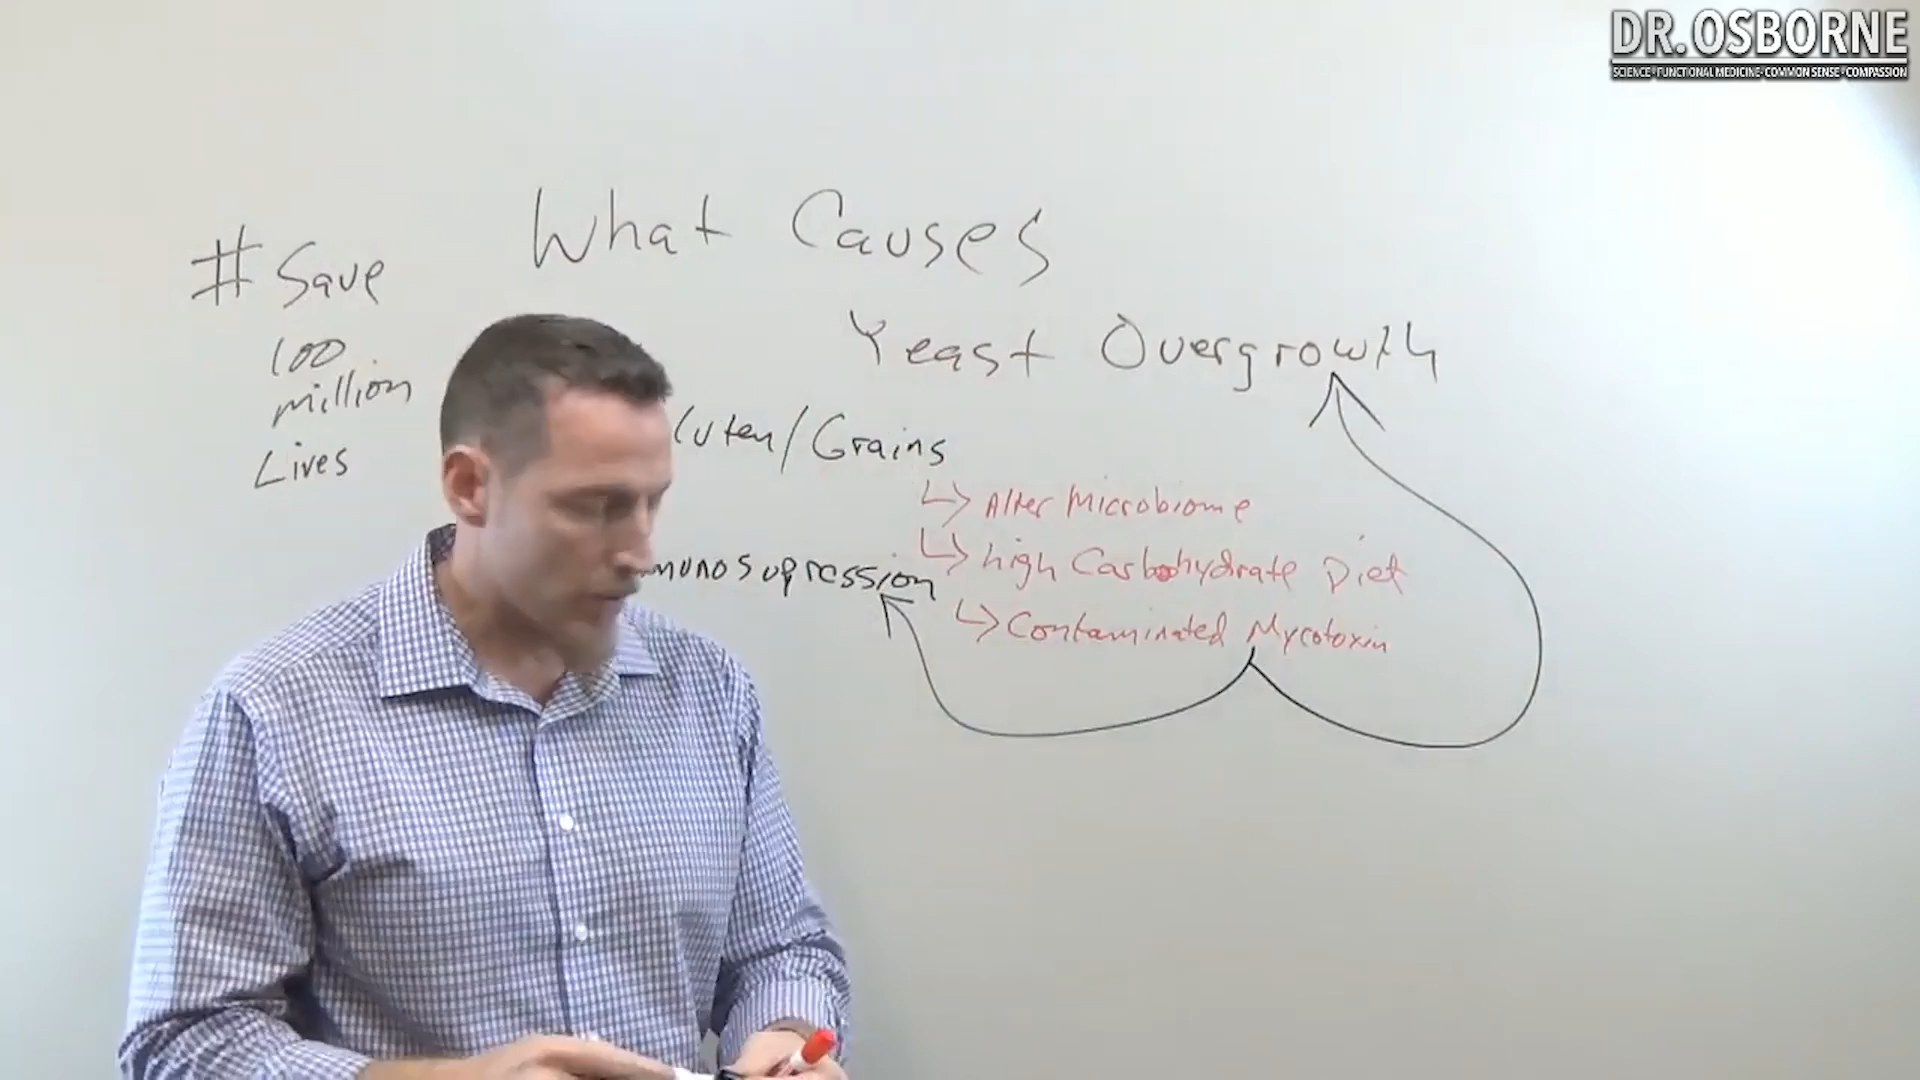 DR. OSBORNE
SCIENCE · FUNCTIONAL MEDICINE · COMMON SENSE · COMPASSION
What Causes
Yeast Overgrowth
# Save
100
million
Lives
luten/Grains
↳ Alter Microbiome
↳ high Carbohydrate Diet
↳ Contaminated Mycotoxin
munosupression